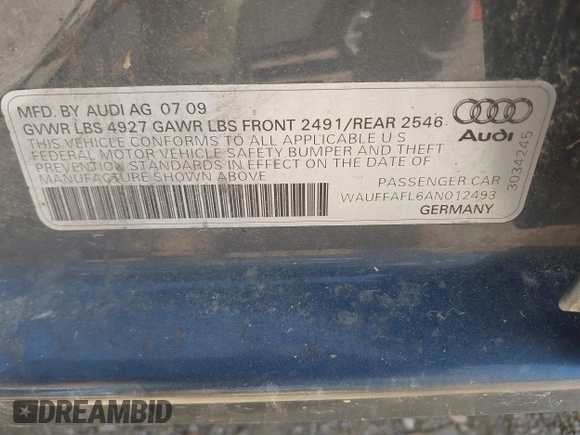 MFD. BY AUDI AG 07 09
GVWR LBS 4927 GAWR LBS FRONT 2491/REAR 2546
THIS VEHICLE CONFORMS TO ALL APPLICABLE U S
FEDERAL MOTOR VEHICLE SAFETY BUMPER AND THEFT
PREVENTION STANDARDS IN EFFECT ON THE DATE OF
MANUFACTURE SHOWN ABOVE
PASSENGER CAR
WAUFFAFL6AN012493
GERMANY
Audi
3034245
DREAMBID